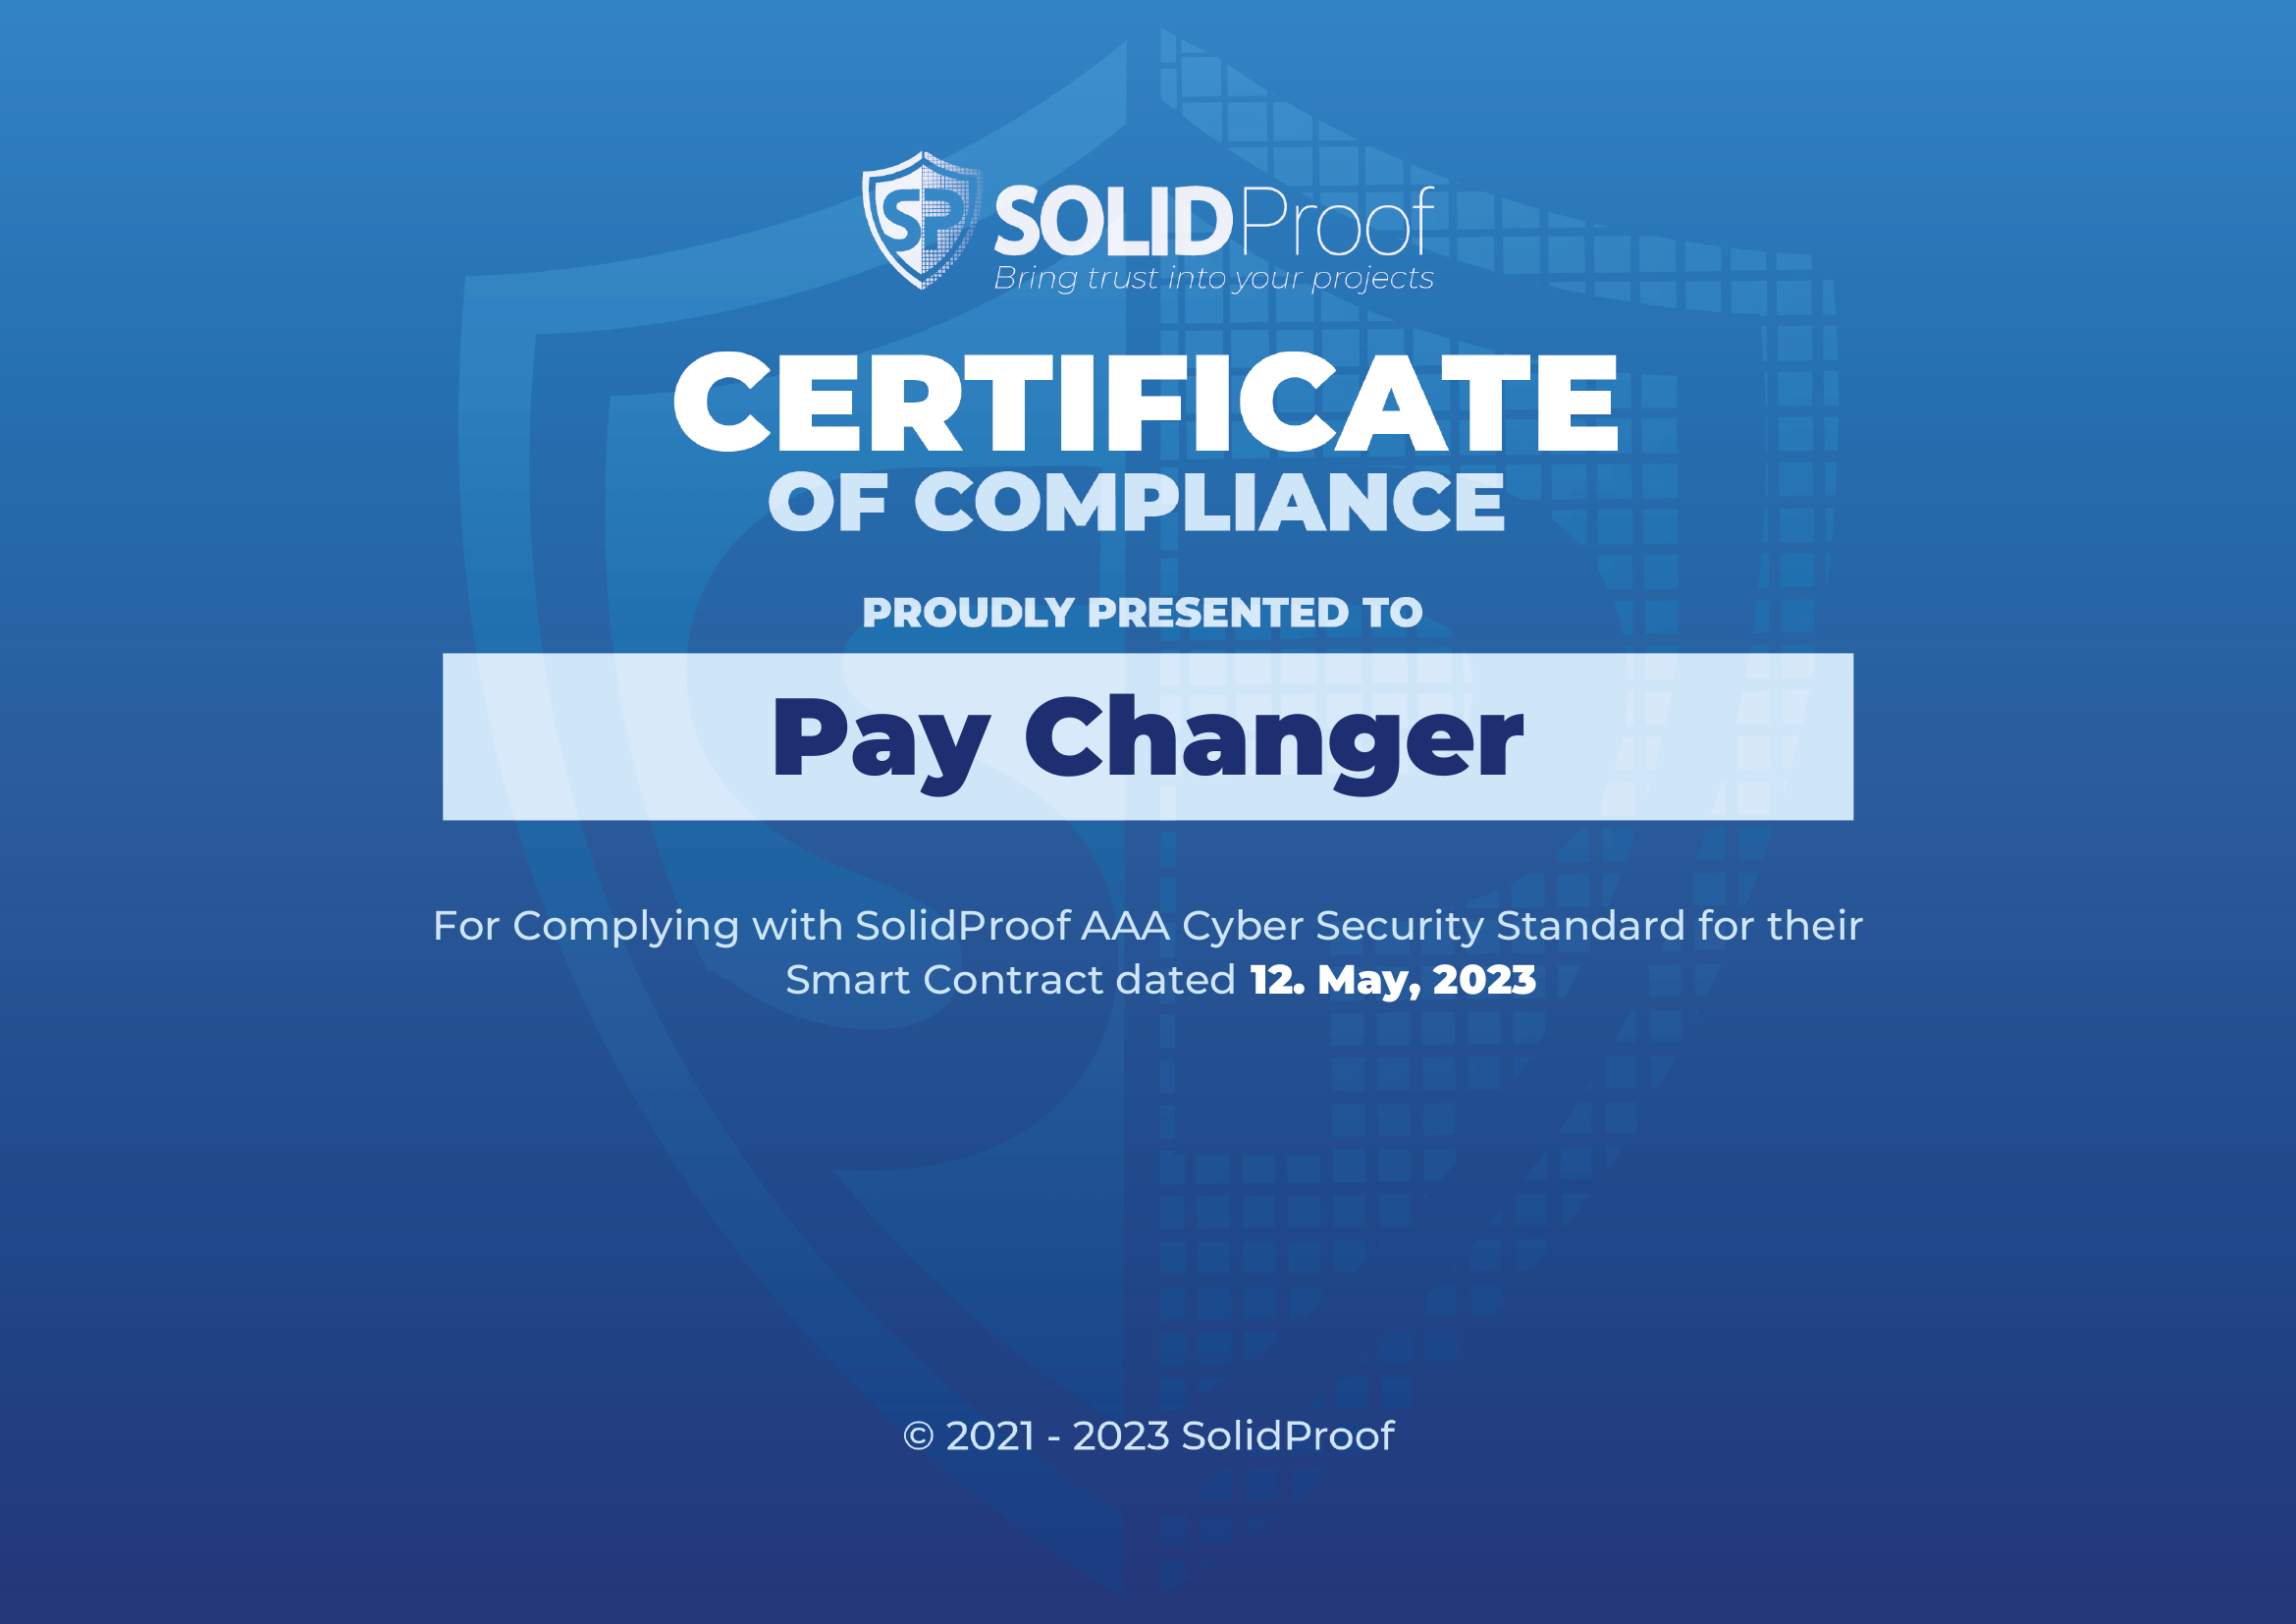 SP SOLIDProof
Bring trust into your projects
CERTIFICATE
OF COMPLIANCE
PROUDLY PRESENTED TO
Pay Changer
For Complying with SolidProof AAA Cyber Security Standard for their
Smart Contract dated 12. May, 2023
© 2021 - 2023 SolidProof